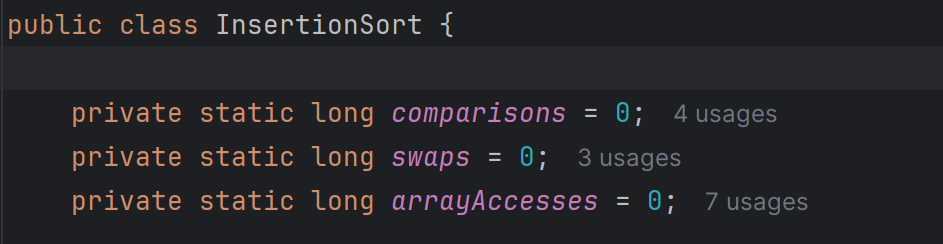 public class InsertionSort {
private static long comparisons = 0; 4 usages
private static long swaps = 0; 3 usages
private static long arrayAccesses = 0; 7 usages